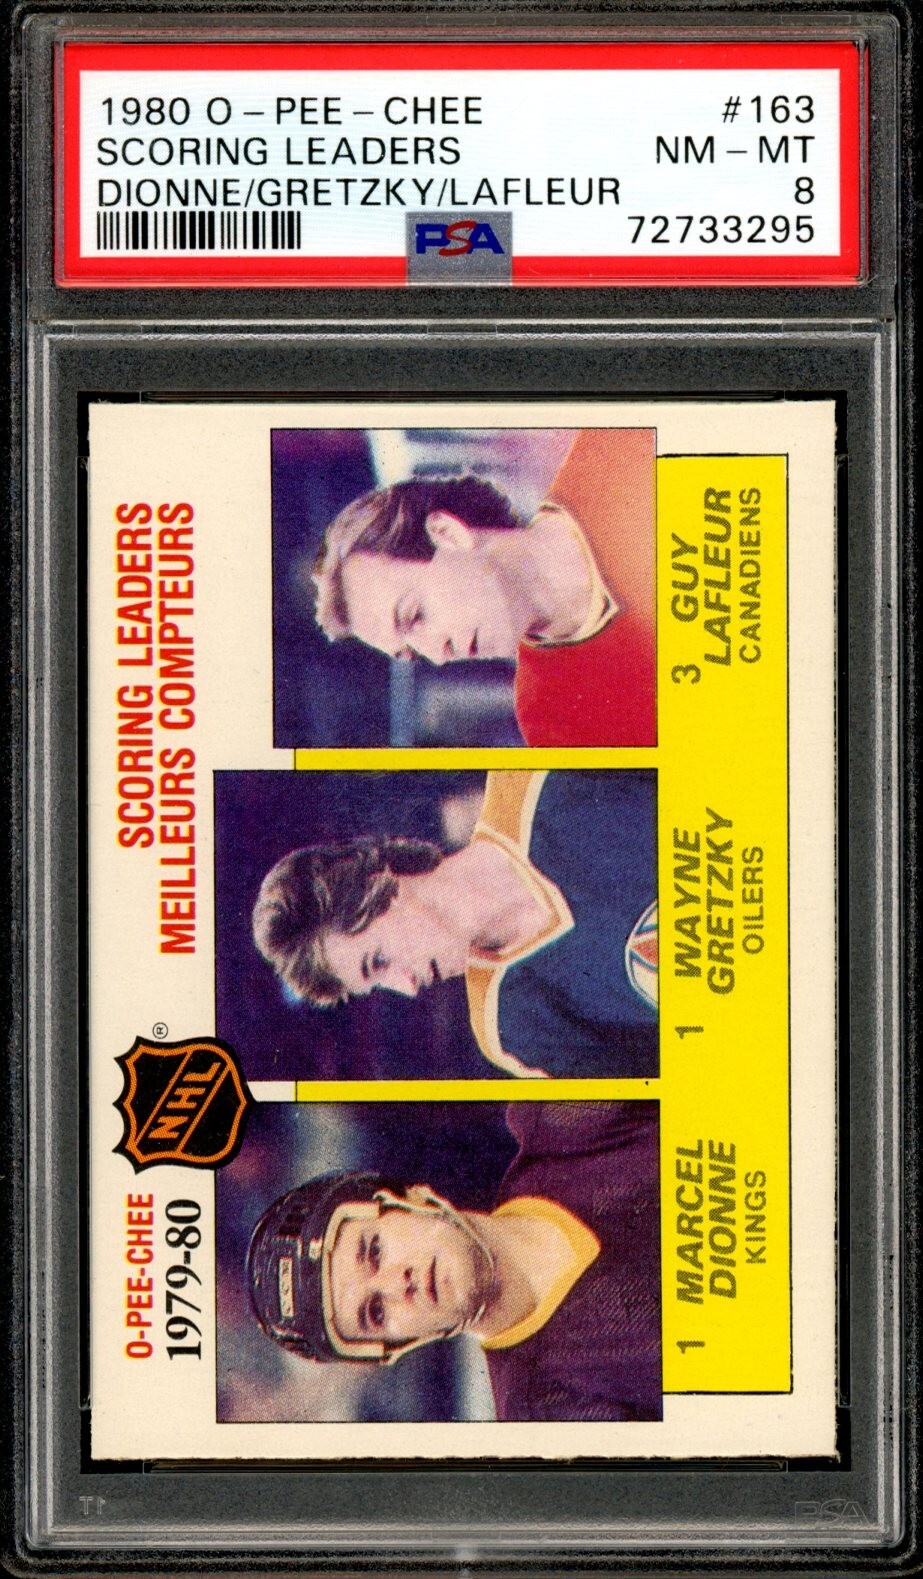 1980 O-PEE-CHEE #163
SCORING LEADERS NM-MT
DIONNE/GRETZKY/LAFLEUR 8
PSA 72733295
O-PEE-CHEE
1979-80
NHL ®
SCORING LEADERS
MEILLEURS COMPTEURS
1 MARCEL
DIONNE
KINGS
1 WAYNE
GRETZKY
OILERS
3 GUY
LAFLEUR
CANADIENS
PSA